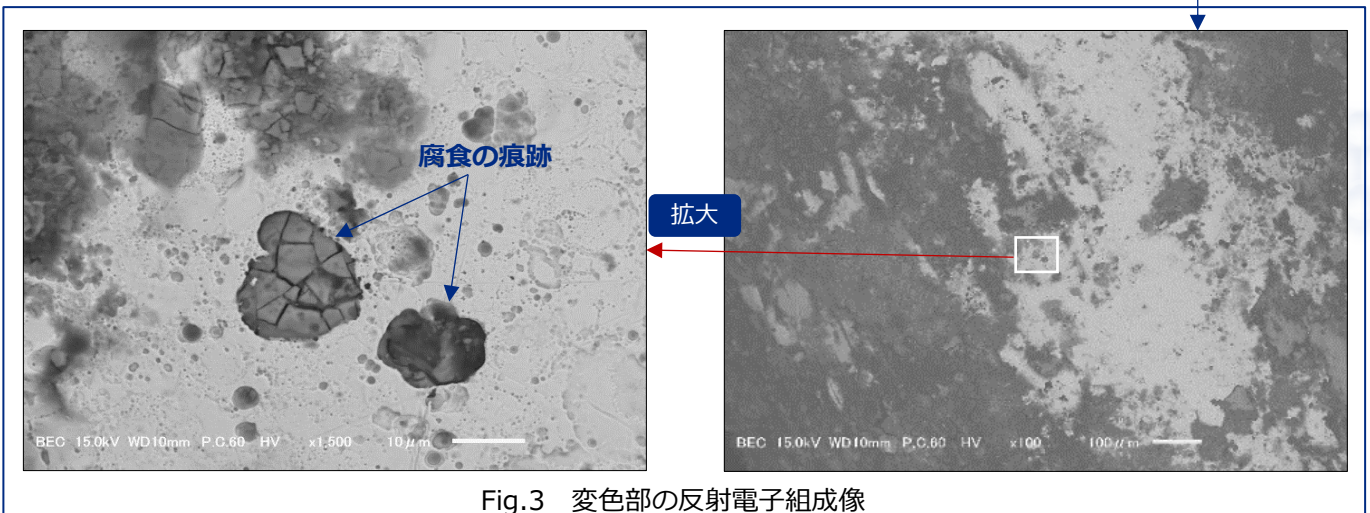 腐食の痕跡
拡大
BEC 15.0kV WD10mm P.C.60 HV x1,500 10μm
BEC 15.0kV WD10mm P.C.60 HV x100 100μm
Fig.3 変色部の反射電子組成像